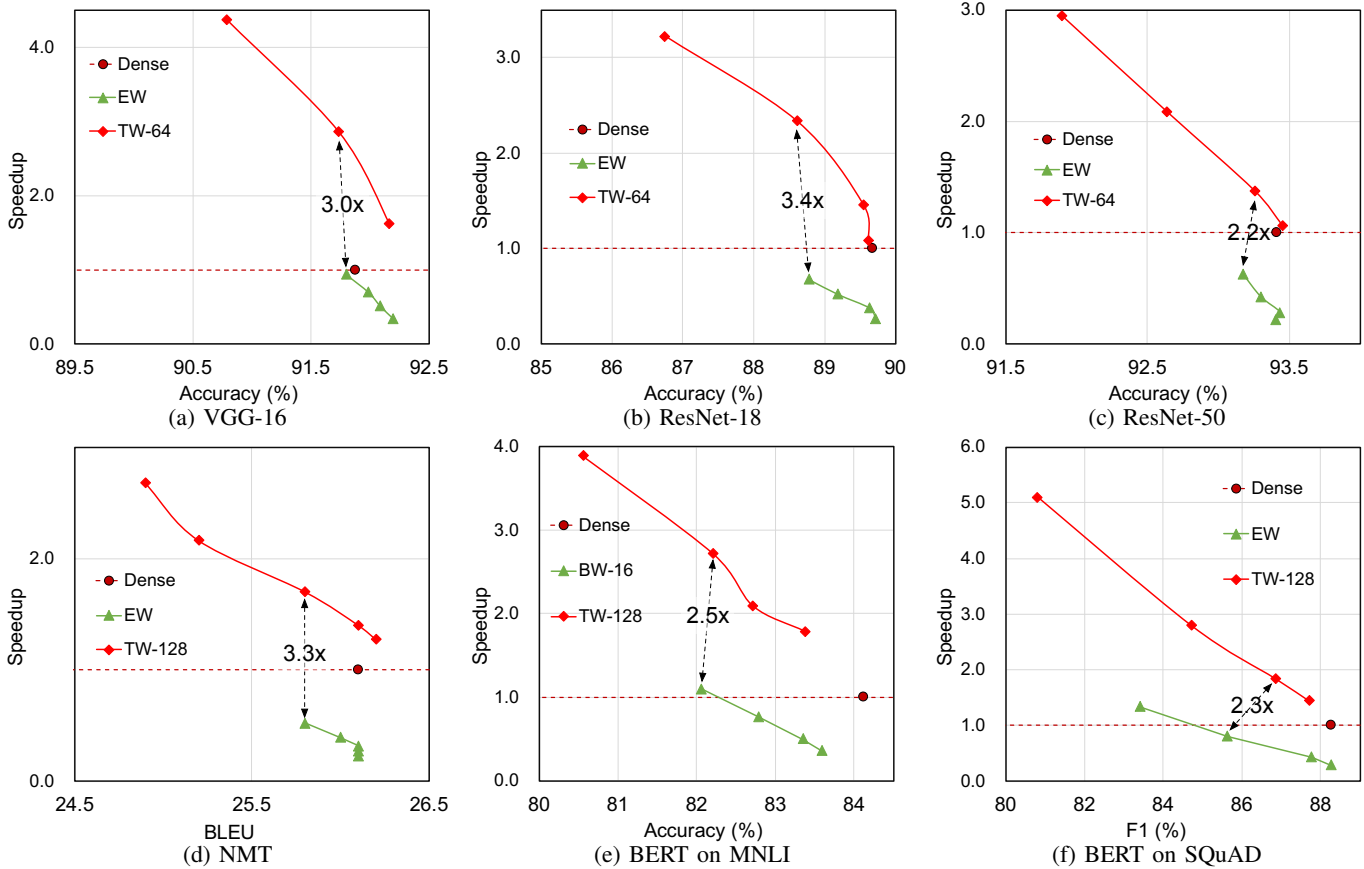 4.0
2.0
0.0
Speedup
Dense
EW
TW-64
3.0x
89.5 90.5 91.5 92.5
Accuracy (%)
(a) VGG-16
3.0
2.0
1.0
0.0
Speedup
Dense
EW
TW-64
3.4x
85 86 87 88 89 90
Accuracy (%)
(b) ResNet-18
3.0
2.0
1.0
0.0
Speedup
Dense
EW
TW-64
2.2x
91.5 92.5 93.5
Accuracy (%)
(c) ResNet-50
2.0
0.0
Speedup
Dense
EW
TW-128
3.3x
24.5 25.5 26.5
BLEU
(d) NMT
4.0
3.0
2.0
1.0
0.0
Speedup
Dense
BW-16
TW-128
2.5x
80 81 82 83 84
Accuracy (%)
(e) BERT on MNLI
6.0
5.0
4.0
3.0
2.0
1.0
0.0
Speedup
Dense
EW
TW-128
2.3x
80 82 84 86 88
F1 (%)
(f) BERT on SQuAD